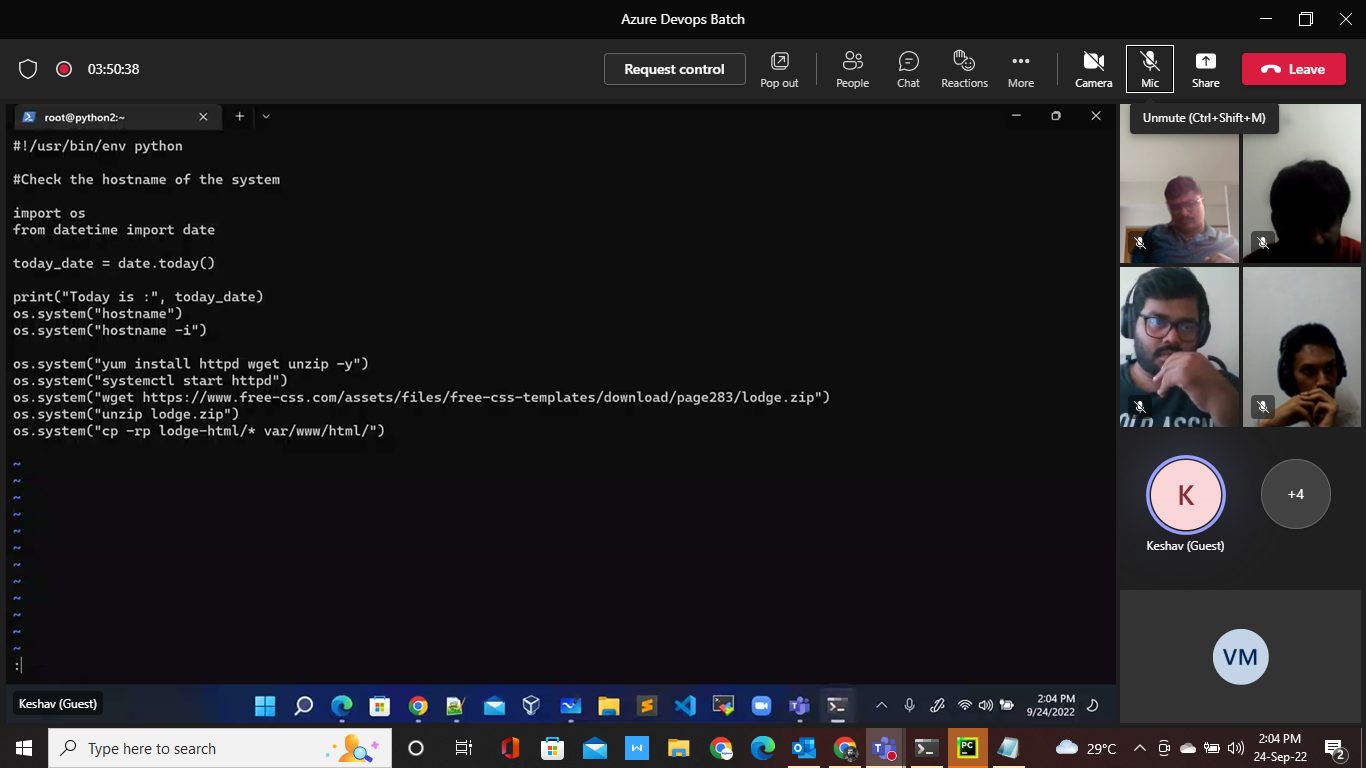 Azure Devops Batch
03:50:38
Request control
Pop out
People
Chat
Reactions
More
Camera
Mic
Share
Leave
root@python2:~
Unmute (Ctrl+Shift+M)
#!/usr/bin/env python
#Check the hostname of the system
import os
from datetime import date
today_date = date.today()
print("Today is :", today_date)
os.system("hostname")
os.system("hostname -i")
os.system("yum install httpd wget unzip -y")
os.system("systemctl start httpd")
os.system("wget https://www.free-css.com/assets/files/free-css-templates/download/page283/lodge.zip")
os.system("unzip lodge.zip")
os.system("cp -rp lodge-html/* var/www/html/")
~
~
~
~
~
~
~
~
~
~
~
~
:
K
+4
Keshav (Guest)
VM
Keshav (Guest)
2:04 PM
9/24/2022
Type here to search
W
PC
29°C
2:04 PM
24-Sep-22
2